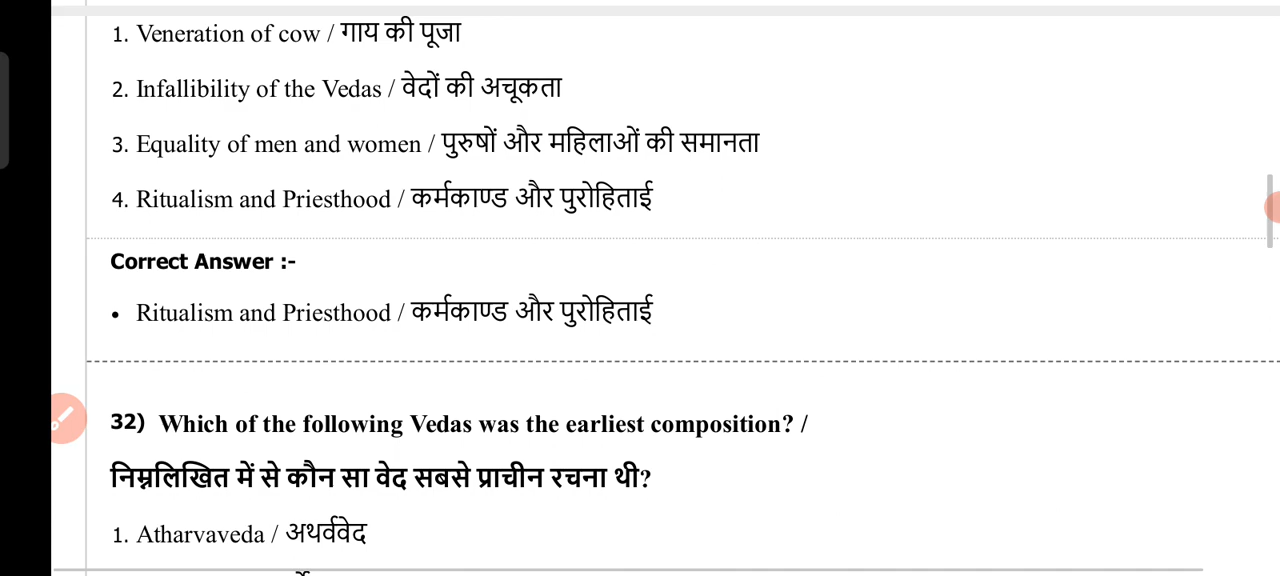 1. Veneration of cow / गाय की पूजा
2. Infallibility of the Vedas / वेदों की अचूकता
3. Equality of men and women / पुरुषों और महिलाओं की समानता
4. Ritualism and Priesthood / कर्मकाण्ड और पुरोहिताई
Correct Answer :-
• Ritualism and Priesthood / कर्मकाण्ड और पुरोहिताई
32) Which of the following Vedas was the earliest composition? /
निम्नलिखित में से कौन सा वेद सबसे प्राचीन रचना थी?
1. Atharvaveda / अथर्ववेद